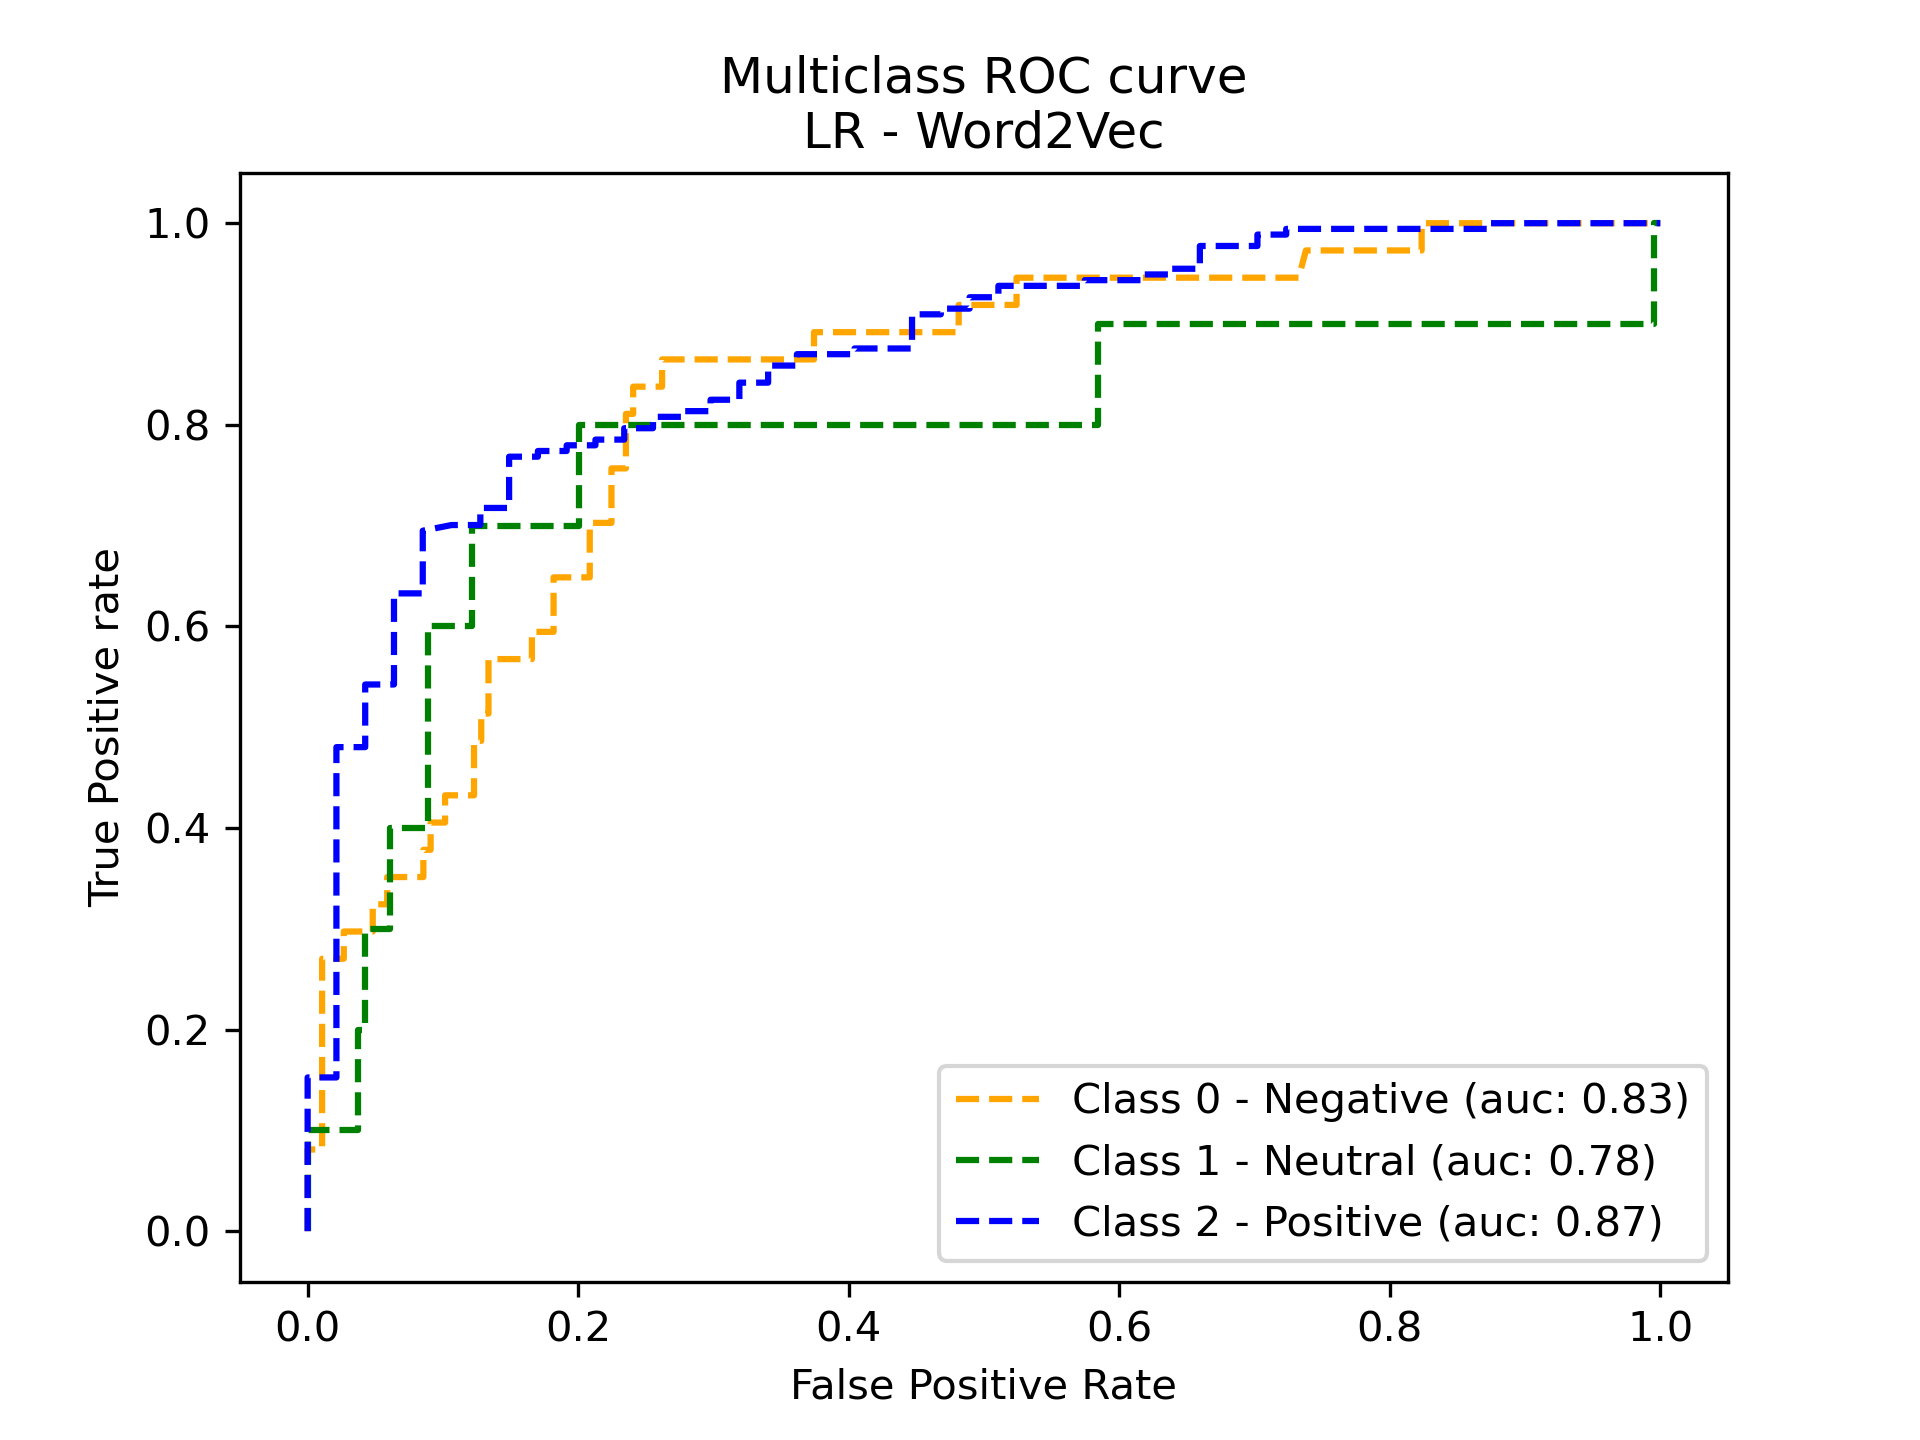 Multiclass ROC curve
LR - Word2Vec
True Positive rate
1.0
0.8
0.6
0.4
0.2
0.0
Class 0 - Negative (auc: 0.83)
Class 1 - Neutral (auc: 0.78)
Class 2 - Positive (auc: 0.87)
0.0 0.2 0.4 0.6 0.8 1.0
False Positive Rate